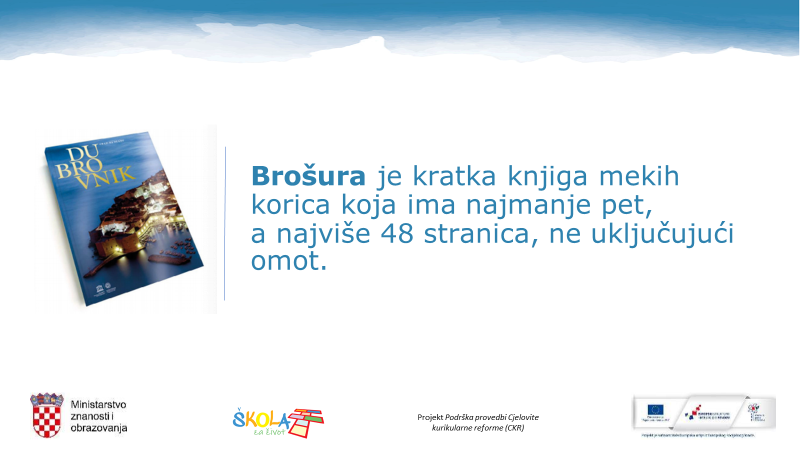 DU
BRO
VNIK
Brošura je kratka knjiga mekih
korica koja ima najmanje pet,
a najviše 48 stranica, ne uključujući
omot.
Ministarstvo
znanosti i
obrazovanja
ŠKOLA
za život
Projekt Podrška provedbi Cjelovite
kurikularne reforme (CKR)